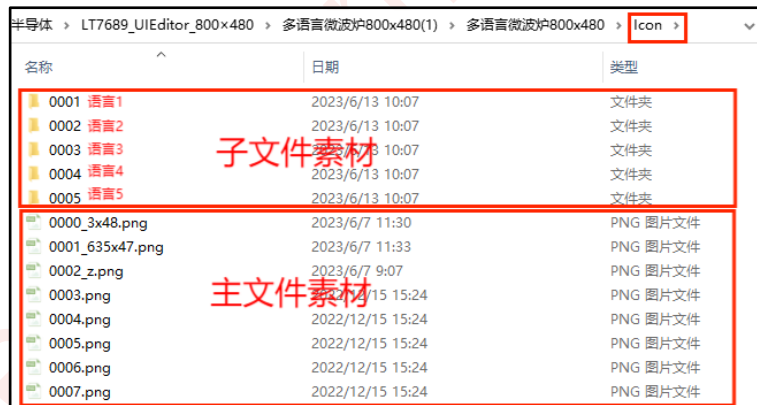 半导体 > LT7689_UIEditor_800×480 > 多语言微波炉800x480(1) > 多语言微波炉800x480 > Icon
名称 日期 类型
0001 语言1 2023/6/13 10:07 文件夹
0002 语言2 2023/6/13 10:07 文件夹
0003 语言3 2023/6/13 10:07 文件夹
子文件素材
0004 语言4 2023/6/13 10:07 文件夹
0005 语言5 2023/6/13 10:07 文件夹
0000_3x48.png 2023/6/7 11:30 PNG 图片文件
0001_635x47.png 2023/6/7 11:33 PNG 图片文件
0002_z.png 2023/6/7 9:07 PNG 图片文件
主文件素材
0003.png 2022/12/15 15:24 PNG 图片文件
0004.png 2022/12/15 15:24 PNG 图片文件
0005.png 2022/12/15 15:24 PNG 图片文件
0006.png 2022/12/15 15:24 PNG 图片文件
0007.png 2022/12/15 15:24 PNG 图片文件